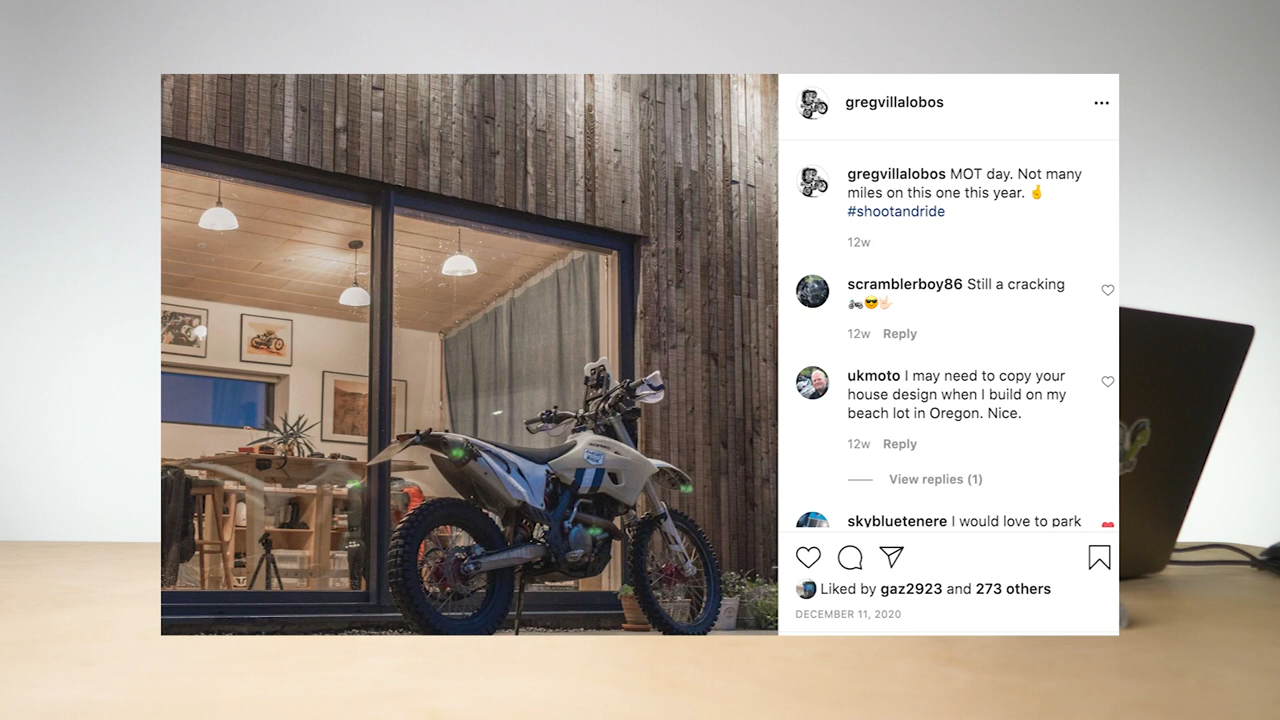 gregvillalobos
gregvillalobos MOT day. Not many
miles on this one this year. 🤞
#shootandride
12w
scramblerboy86 Still a cracking
🏍😎🤟🏻
12w Reply
ukmoto I may need to copy your
house design when I build on my
beach lot in Oregon. Nice.
12w Reply
View replies (1)
skybluetenere I would love to park
Liked by gaz2923 and 273 others
DECEMBER 11, 2020